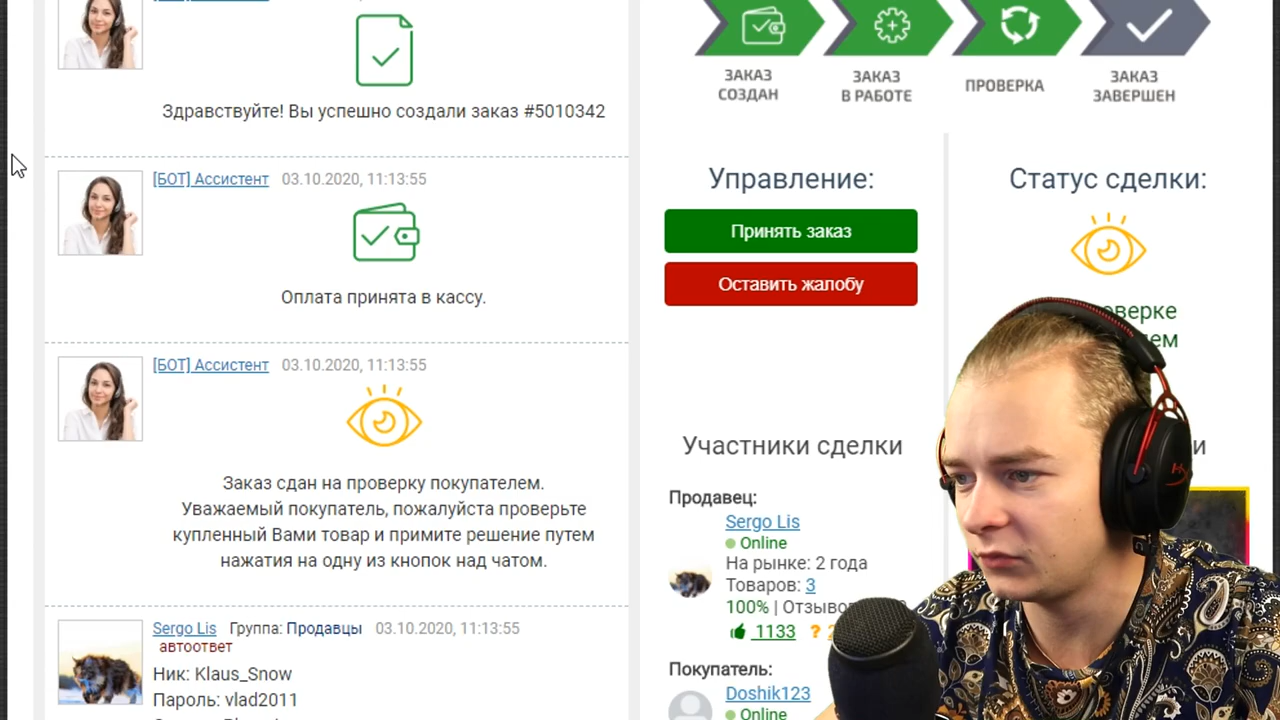 Здравствуйте! Вы успешно создали заказ #5010342
[БОТ] Ассистент 03.10.2020, 11:13:55
Оплата принята в кассу.
[БОТ] Ассистент 03.10.2020, 11:13:55
Заказ сдан на проверку покупателем.
Уважаемый покупатель, пожалуйста проверьте
купленный Вами товар и примите решение путем
нажатия на одну из кнопок над чатом.
Sergo Lis Группа: Продавцы 03.10.2020, 11:13:55
автоответ
Ник: Klaus_Snow
Пароль: vlad2011
ЗАКАЗ
СОЗДАН
ЗАКАЗ
В РАБОТЕ
ПРОВЕРКА
ЗАКАЗ
ЗАВЕРШЕН
Управление:
Принять заказ
Оставить жалобу
Статус сделки:
Участники сделки
Продавец:
Sergo Lis
Online
На рынке: 2 года
Товаров: 3
100% |
1133 ?
Покупатель:
Doshik123
Online